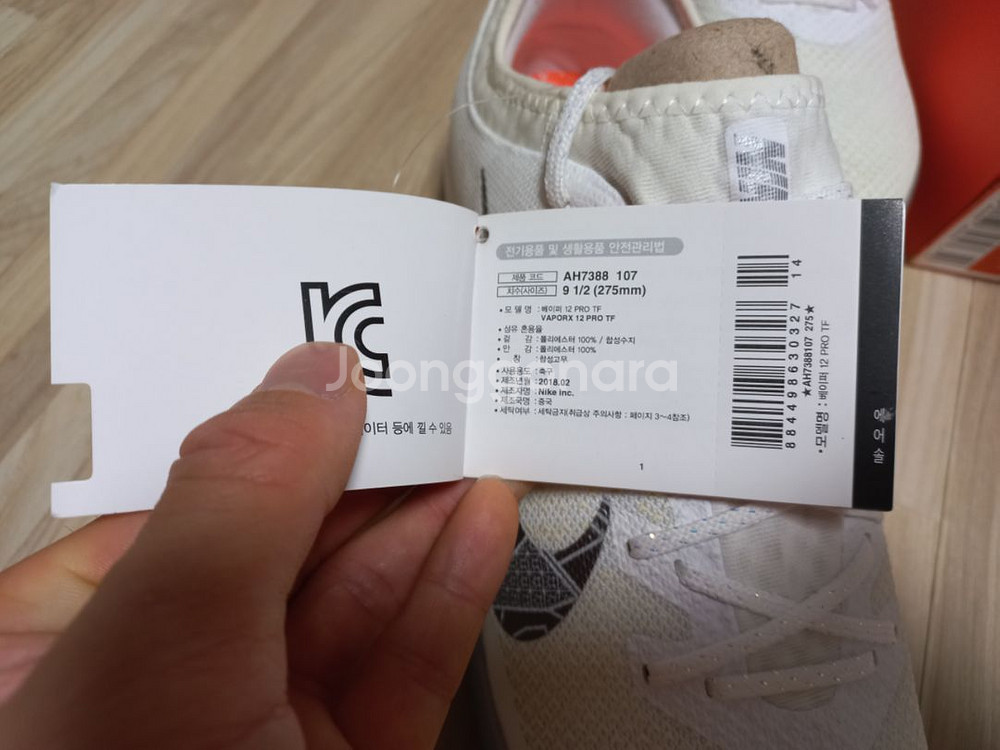 이터 등에 낄 수 있음
전기용품 및 생활용품 안전관리법
제품 코드 AH7388 107
치수(사이즈) 9 1/2 (275mm)
• 모 델 명 : 베이퍼 12 PRO TF
VAPORX 12 PRO TF
• 섬유 혼용율
• 겉 감 : 폴리에스터 100% / 합성수지
• 안 감 : 폴리에스터 100%
• 창 : 합성고무
• 사용용도 : 축구
• 제조년월 : 2018.02
• 제조자명 : Nike Inc.
• 제조국명 : 중국
• 세탁여부 : 세탁금지(취급상 주의사항 : 페이지 3~4참조)
1
14
884498630327
★AH7388107 275★
• 모델명 : 베이퍼 12 PRO TF
에어솔
Joonggonara